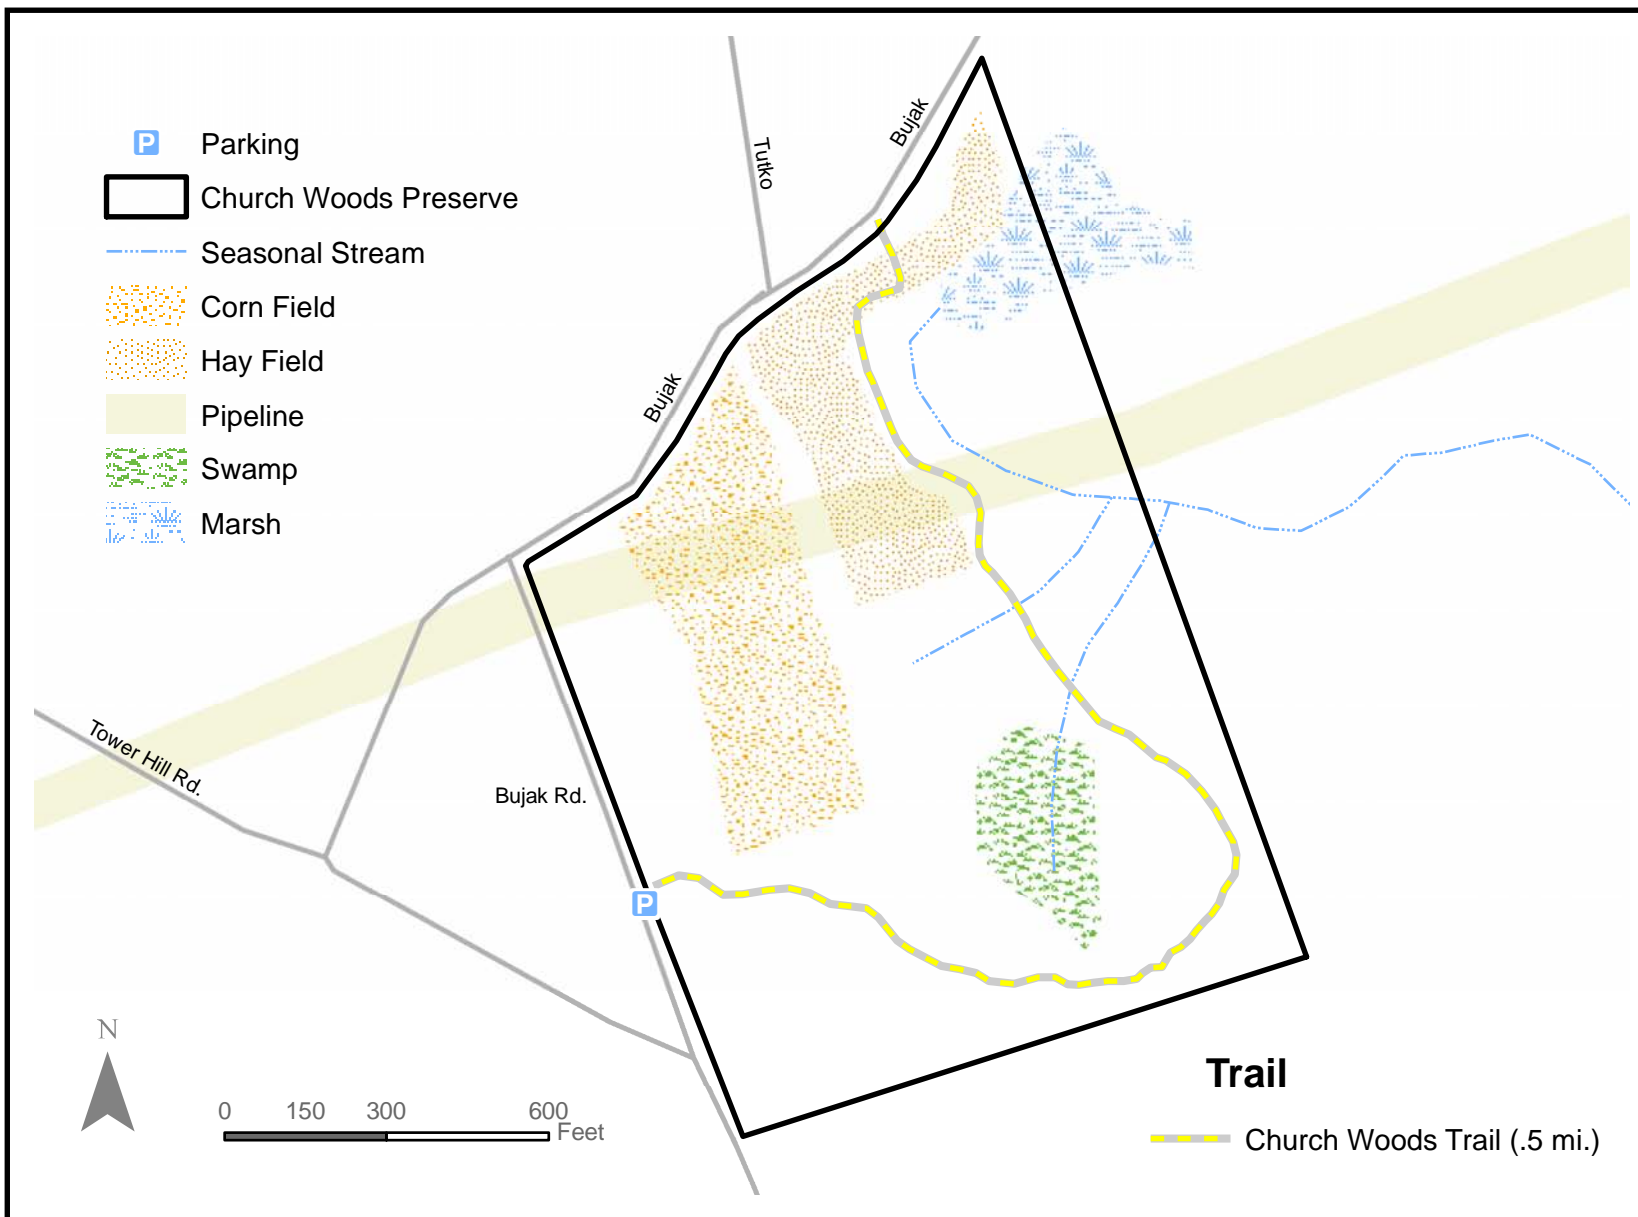 P Parking
Church Woods Preserve
Seasonal Stream
Corn Field
Hay Field
Pipeline
Swamp
Marsh
Tutko
Bujak
Bujak
Tower Hill Rd.
Bujak Rd.
P
N
0 150 300 600
Feet
Trail
Church Woods Trail (.5 mi.)